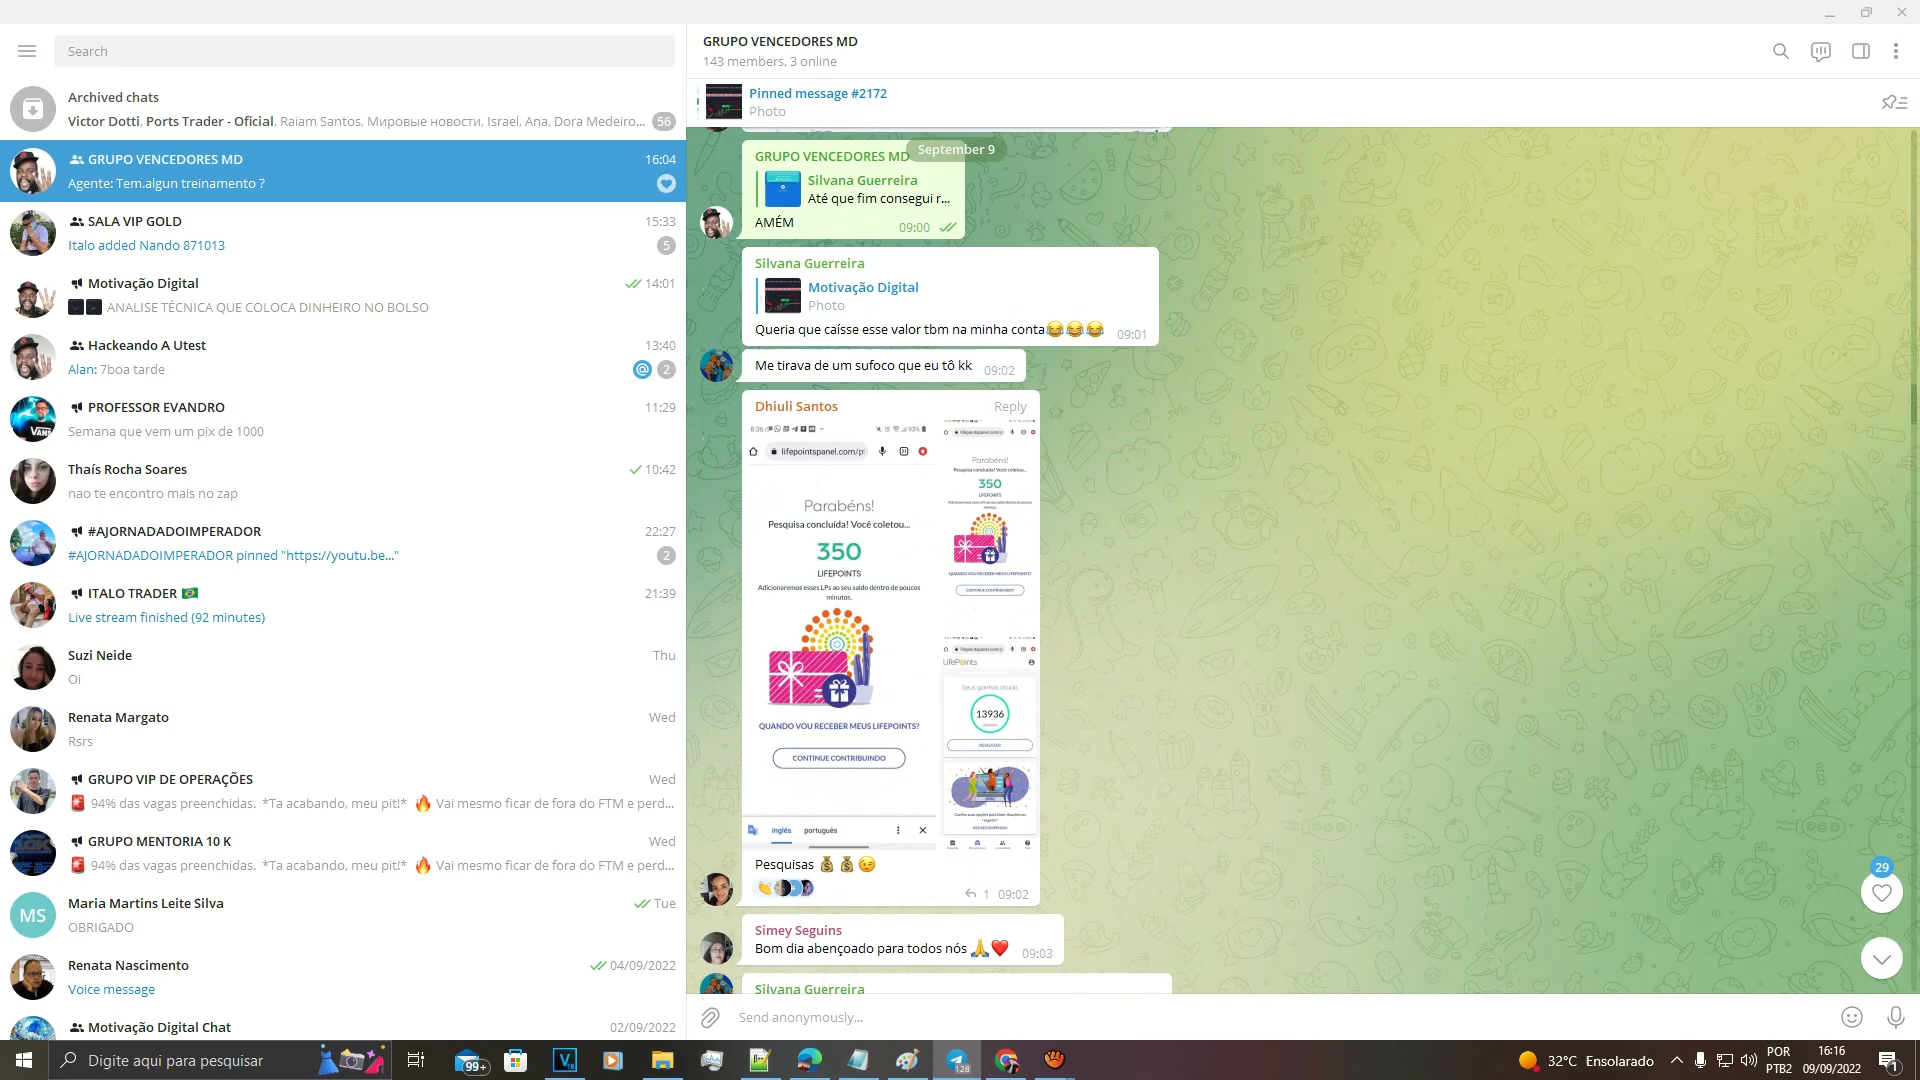 Search
Archived chats
Victor Dotti, Ports Trader - Oficial, Raiam Santos, Мировые новости, Israel, Ana, Dora Medeiro...
56
GRUPO VENCEDORES MD
16:04
Agente: Tem.algun treinamento ?
SALA VIP GOLD
15:33
Italo added Nando 871013
5
Motivação Digital
14:01
ANALISE TÉCNICA QUE COLOCA DINHEIRO NO BOLSO
Hackeando A Utest
13:40
Alan: 7boa tarde
@ 2
PROFESSOR EVANDRO
11:29
Semana que vem um pix de 1000
Thaís Rocha Soares
10:42
nao te encontro mais no zap
#AJORNADADOIMPERADOR
22:27
#AJORNADADOIMPERADOR pinned "https://youtu.be..."
2
ITALO TRADER 🇧🇷
21:39
Live stream finished (92 minutes)
Suzi Neide
Thu
Oi
Renata Margato
Wed
Rsrs
GRUPO VIP DE OPERAÇÕES
Wed
🚨 94% das vagas preenchidas. *Ta acabando, meu pit!* 🔥 Vai mesmo ficar de fora do FTM e perd...
GRUPO MENTORIA 10 K
Wed
🚨 94% das vagas preenchidas. *Ta acabando, meu pit!* 🔥 Vai mesmo ficar de fora do FTM e perd...
MS
Maria Martins Leite Silva
Tue
OBRIGADO
Renata Nascimento
04/09/2022
Voice message
Motivação Digital Chat
02/09/2022
GRUPO VENCEDORES MD
143 members, 3 online
Pinned message #2172
Photo
September 9
GRUPO VENCEDORES MD
Silvana Guerreira
Até que fim consegui r...
AMÉM
09:00
Silvana Guerreira
Motivação Digital
Photo
Queria que caísse esse valor tbm na minha conta😂😂😂
09:01
Me tirava de um sufoco que eu tô kk
09:02
Dhiuli Santos
Reply
8:36
93%
lifepointspanel.com/p
Parabéns!
Pesquisa concluída! Você coletou...
350
LIFEPOINTS
Adicionaremos esses LPs ao seu saldo dentro de poucos
minutos.
QUANDO VOU RECEBER MEUS LIFEPOINTS?
CONTINUE CONTRIBUINDO
inglês português
lifepointspanel.com/p
Parabéns!
Pesquisa concluída! Você coletou...
350
LIFEPOINTS
QUANDO VOU RECEBER MEUS LIFEPOINTS?
CONTINUE CONTRIBUINDO
lifepointspanel.com/p
LifePoints
Seus ganhos atuais
13936
RESGATAR
Pesquisas 💰 💰 😉
1 09:02
Simey Seguins
Bom dia abençoado para todos nós 🙏❤️
09:03
Silvana Guerreira
29
Send anonymously...
Digite aqui para pesquisar
99+
128
32°C Ensolarado
POR
PTB2
16:16
09/09/2022
1